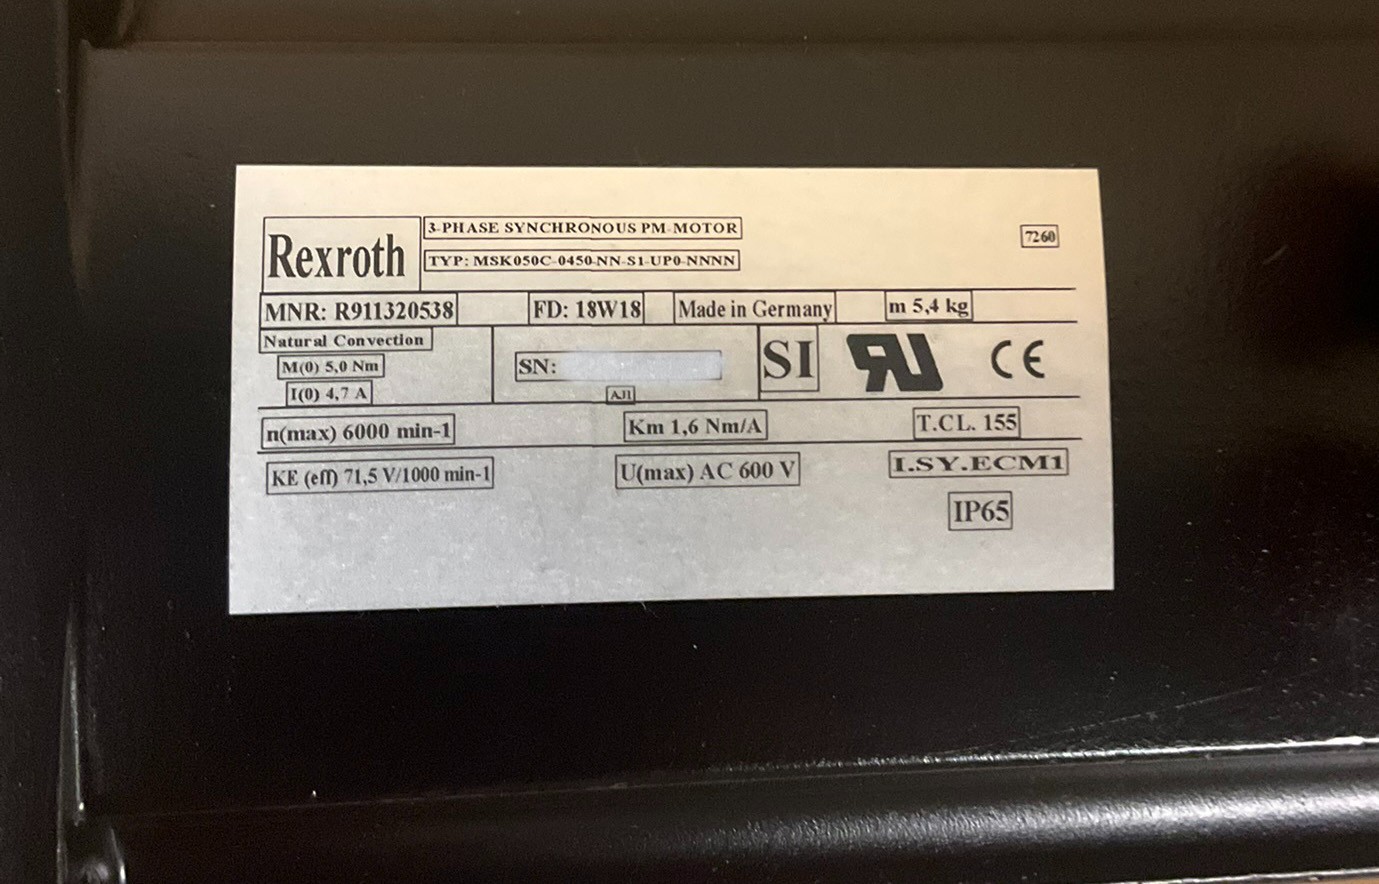 Rexroth
3-PHASE SYNCHRONOUS PM-MOTOR
7260
TYP: MSK050C-0450-NN-S1-UP0-NNNN
MNR: R911320538 FD: 18W18 Made in Germany m 5,4 kg
Natural Convection
M(0) 5,0 Nm
I(0) 4,7 A
SN:
AJ1
SI
RU
CE
n(max) 6000 min-1 Km 1,6 Nm/A T.CL. 155
KE (eff) 71,5 V/1000 min-1 U(max) AC 600 V I.SY.ECM1
IP65